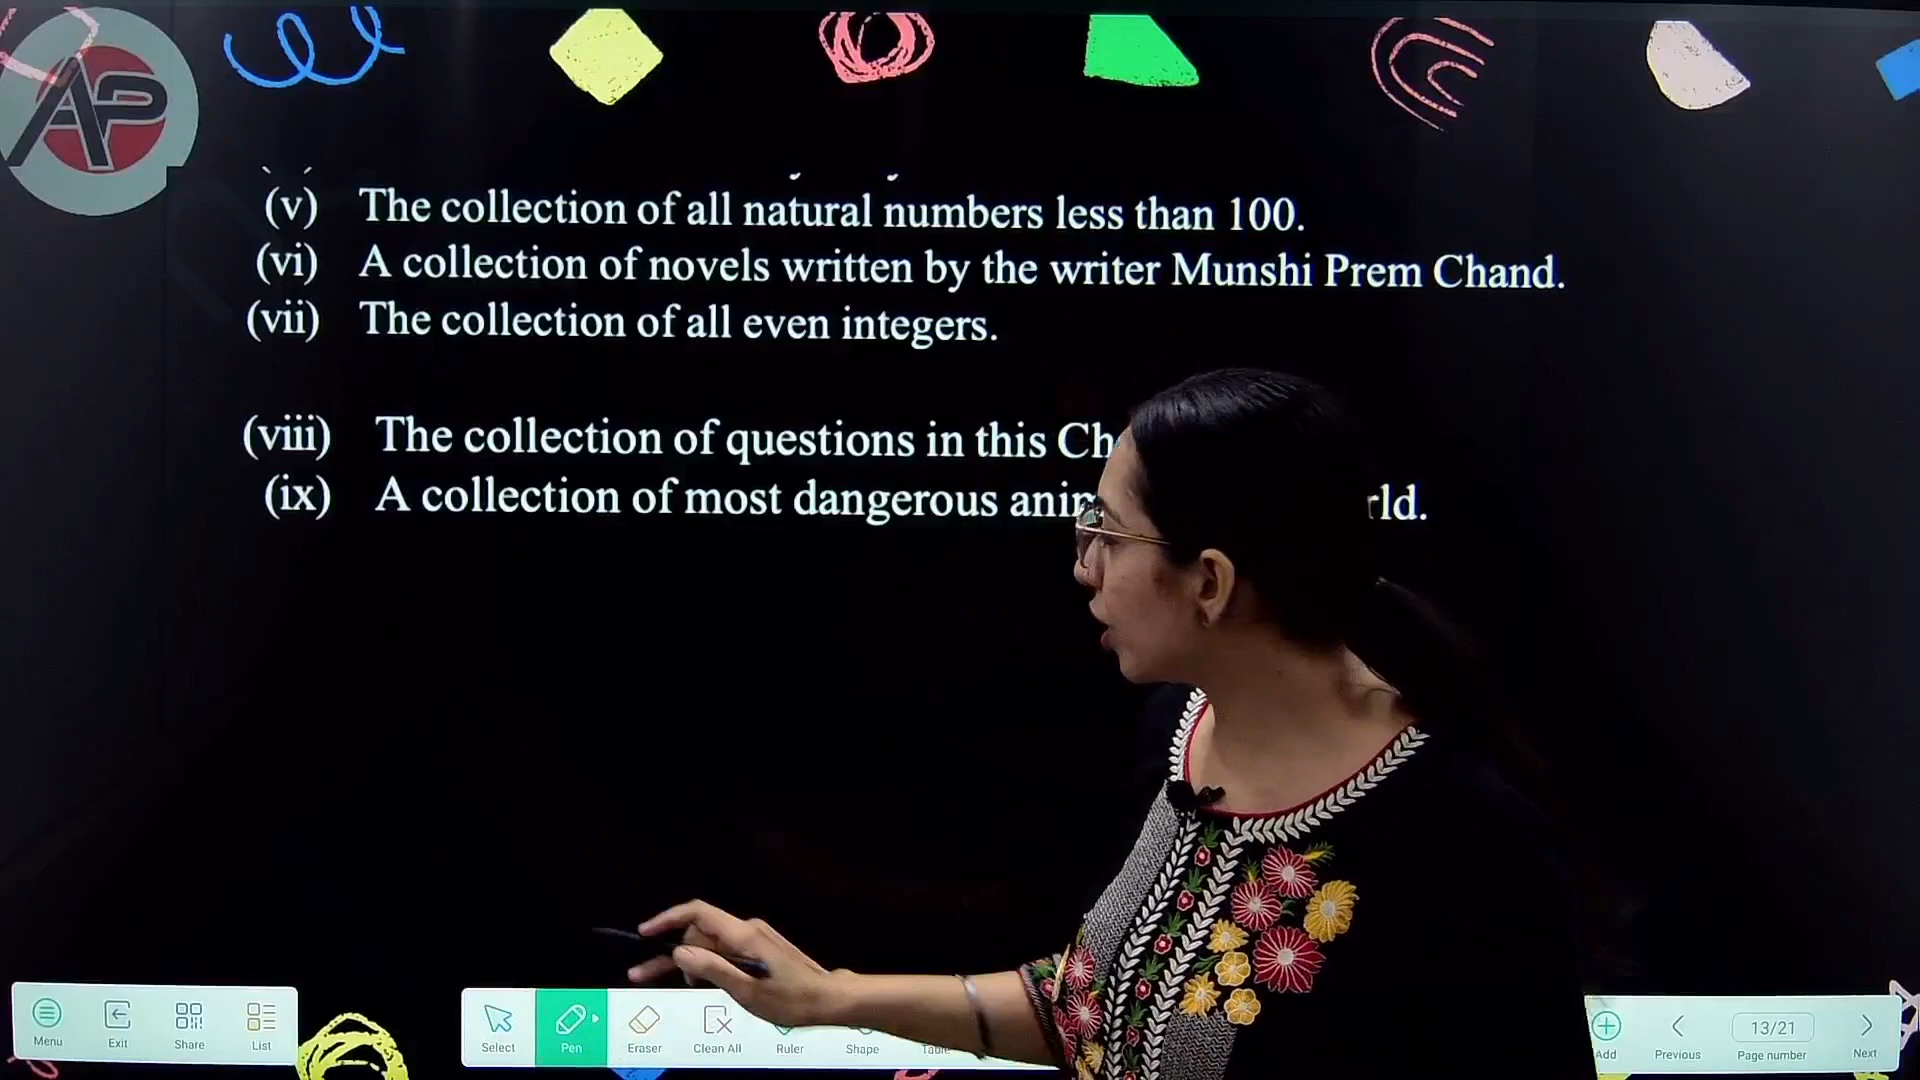 AP
(v) The collection of all natural numbers less than 100.
(vi) A collection of novels written by the writer Munshi Prem Chand.
(vii) The collection of all even integers.
(viii) The collection of questions in this
(ix) A collection of most dangerous
Menu Exit Share List
Select Pen Eraser Clean All Ruler Shape Table
Add Previous 13/21 Page number Next